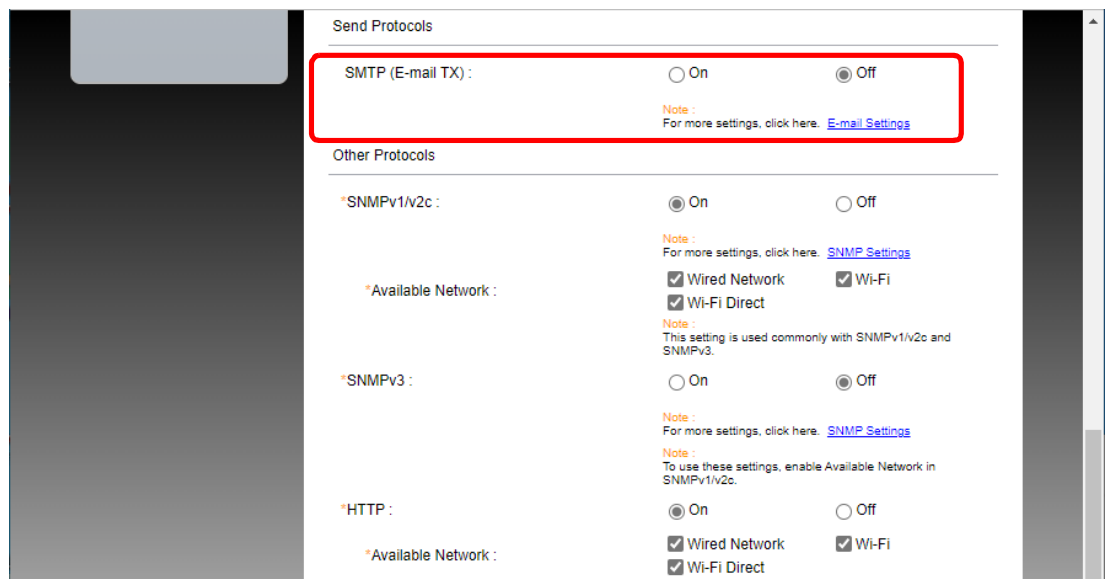 Send Protocols
SMTP (E-mail TX) :
On
Off
Note :
For more settings, click here. E-mail Settings
Other Protocols
*SNMPv1/v2c :
On
Off
Note :
For more settings, click here. SNMP Settings
*Available Network :
Wired Network
Wi-Fi
Wi-Fi Direct
Note :
This setting is used commonly with SNMPv1/v2c and
SNMPv3.
*SNMPv3 :
On
Off
Note :
For more settings, click here. SNMP Settings
Note :
To use these settings, enable Available Network in
SNMPv1/v2c.
*HTTP :
On
Off
*Available Network :
Wired Network
Wi-Fi
Wi-Fi Direct